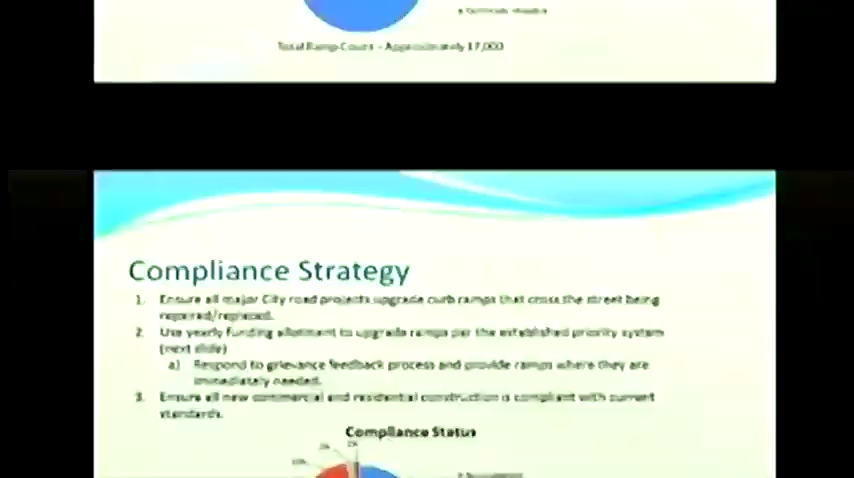 Total Ramp Count - Approximately 17,000
Compliance Strategy
1. Ensure all major City road projects upgrade curb ramps that cross the street being
repaired/replaced.
2. Use yearly funding allotment to upgrade ramps per the established priority system
(next slide)
a) Respond to grievance feedback process and provide ramps where they are
immediately needed.
3. Ensure all new commercial and residential construction is compliant with current
standards.
Compliance Status